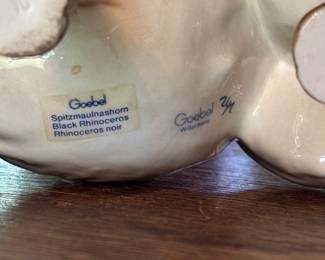 Goebel
Spitzmaulnashorn
Black Rhinoceros
Rhinoceros noir
Goebel
W.Germany